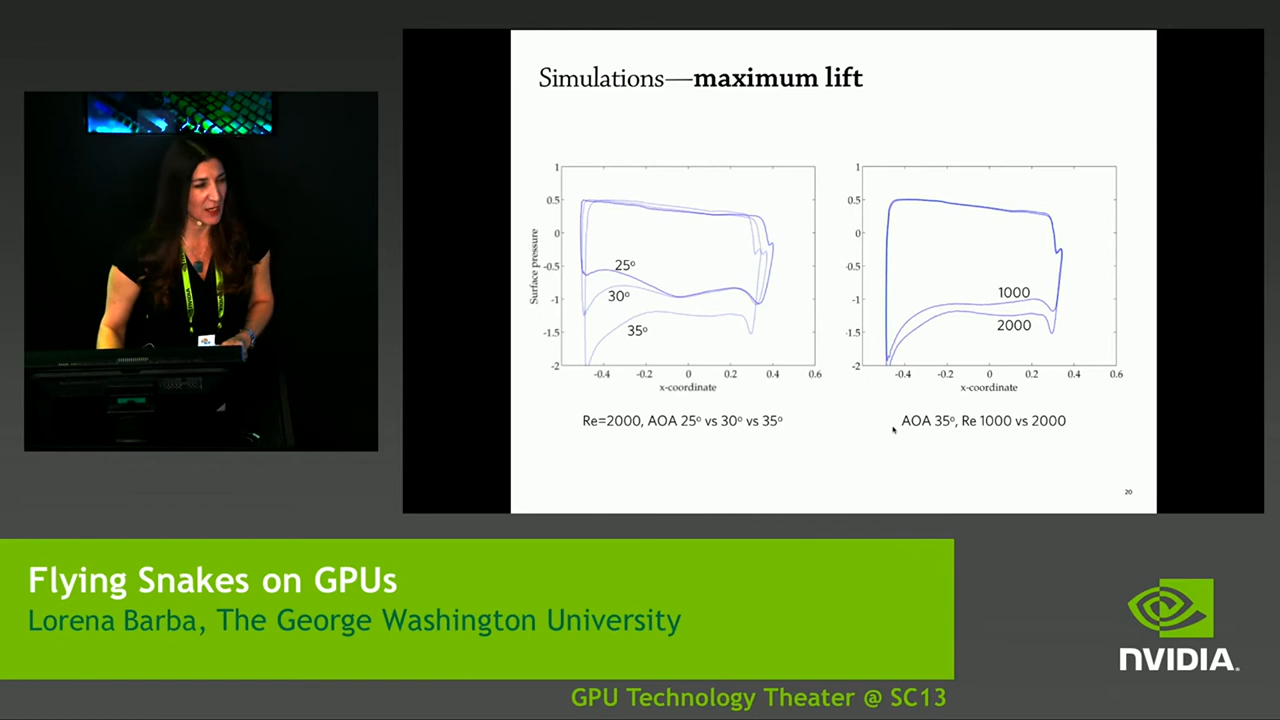 Simulations—maximum lift
1
0.5
0
-0.5
-1
-1.5
-2
Surface pressure
25º
30º
35º
-0.4
-0.2
0
0.2
0.4
0.6
x-coordinate
Re=2000, AOA 25º vs 30º vs 35º
1
0.5
0
-0.5
-1
-1.5
-2
1000
2000
-0.4
-0.2
0
0.2
0.4
0.6
x-coordinate
AOA 35º, Re 1000 vs 2000
20
Flying Snakes on GPUs
Lorena Barba, The George Washington University
NVIDIA.
GPU Technology Theater @ SC13